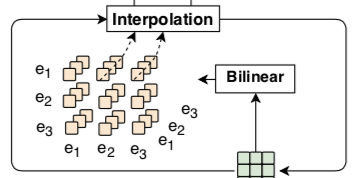 Interpolation
e1
e2
e3
e1 e2 e3
e1
e2
e3
Bilinear